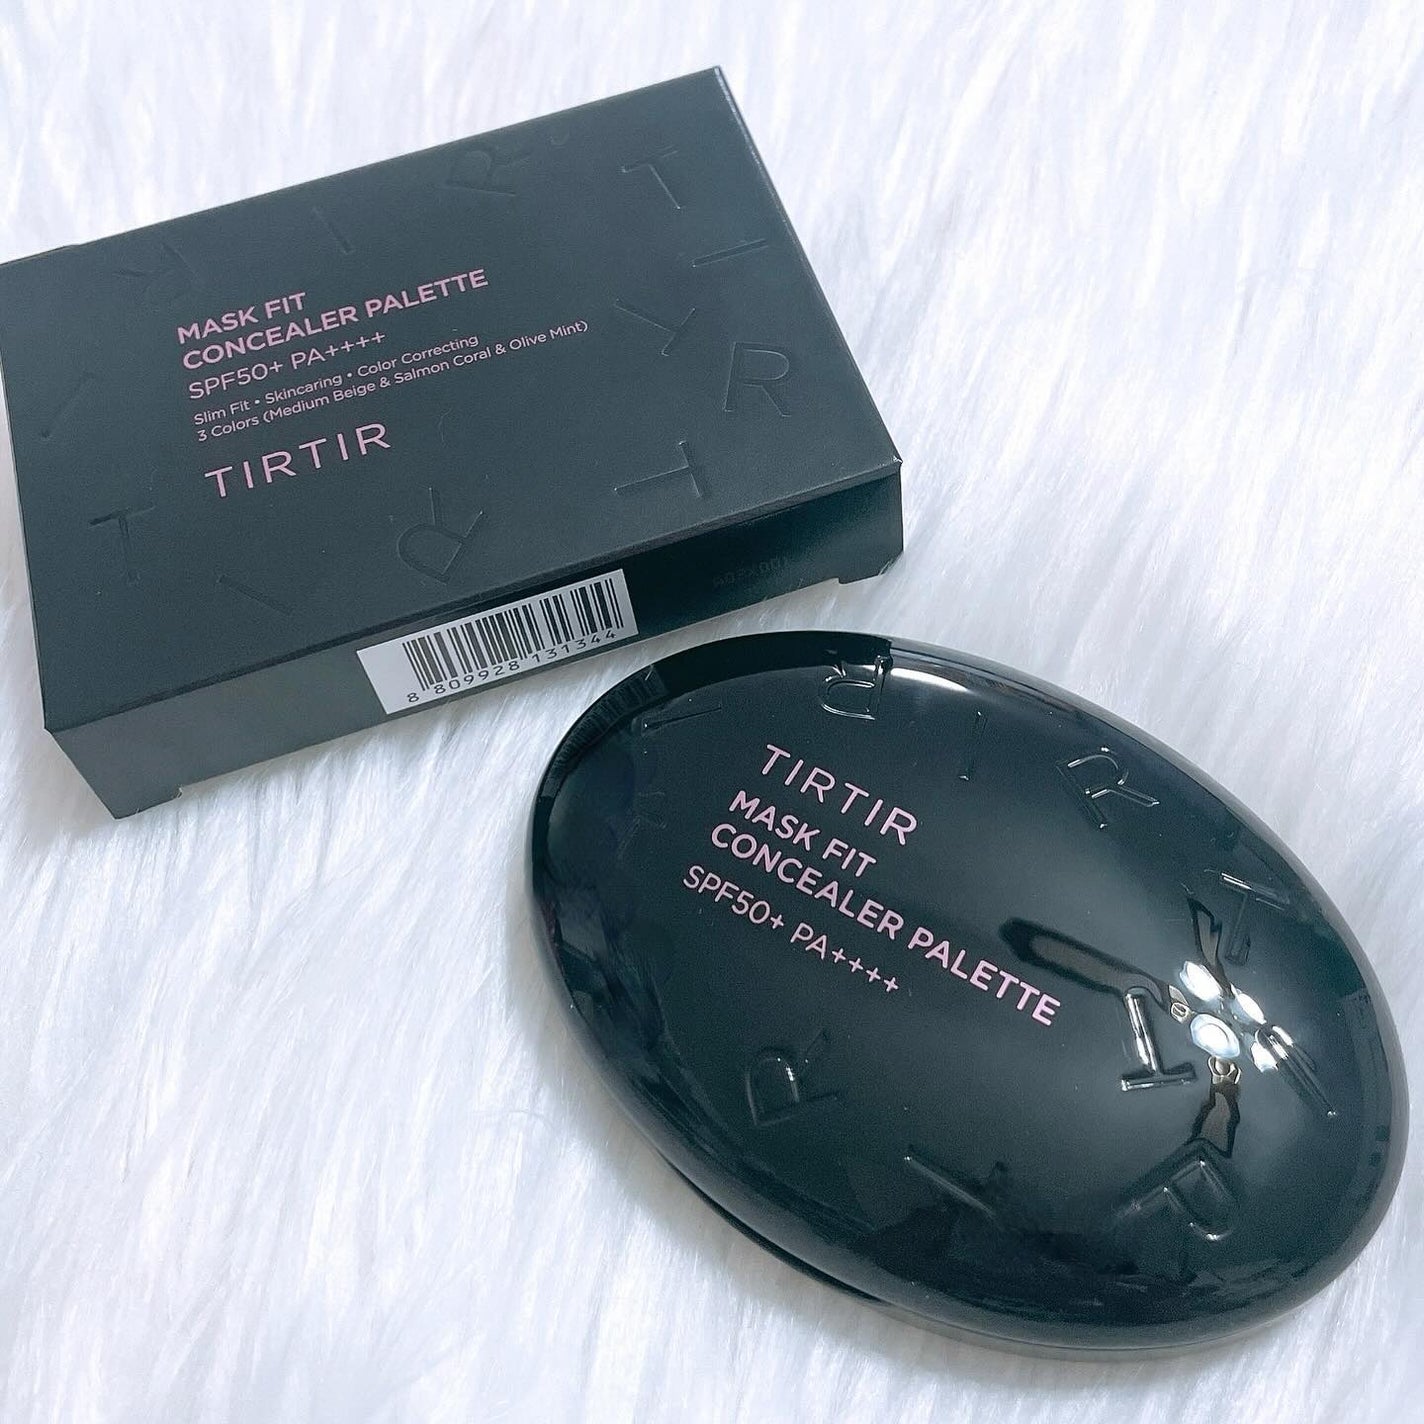 MASK FIT
CONCEALER PALETTE
SPF50+ PA++++
Slim Fit • Skincaring • Color Correcting
3 Colors (Medium Beige & Salmon Coral & Olive Mint)
TIRTIR
8 809928 131344
TIRTIR
MASK FIT
CONCEALER PALETTE
SPF50+ PA++++